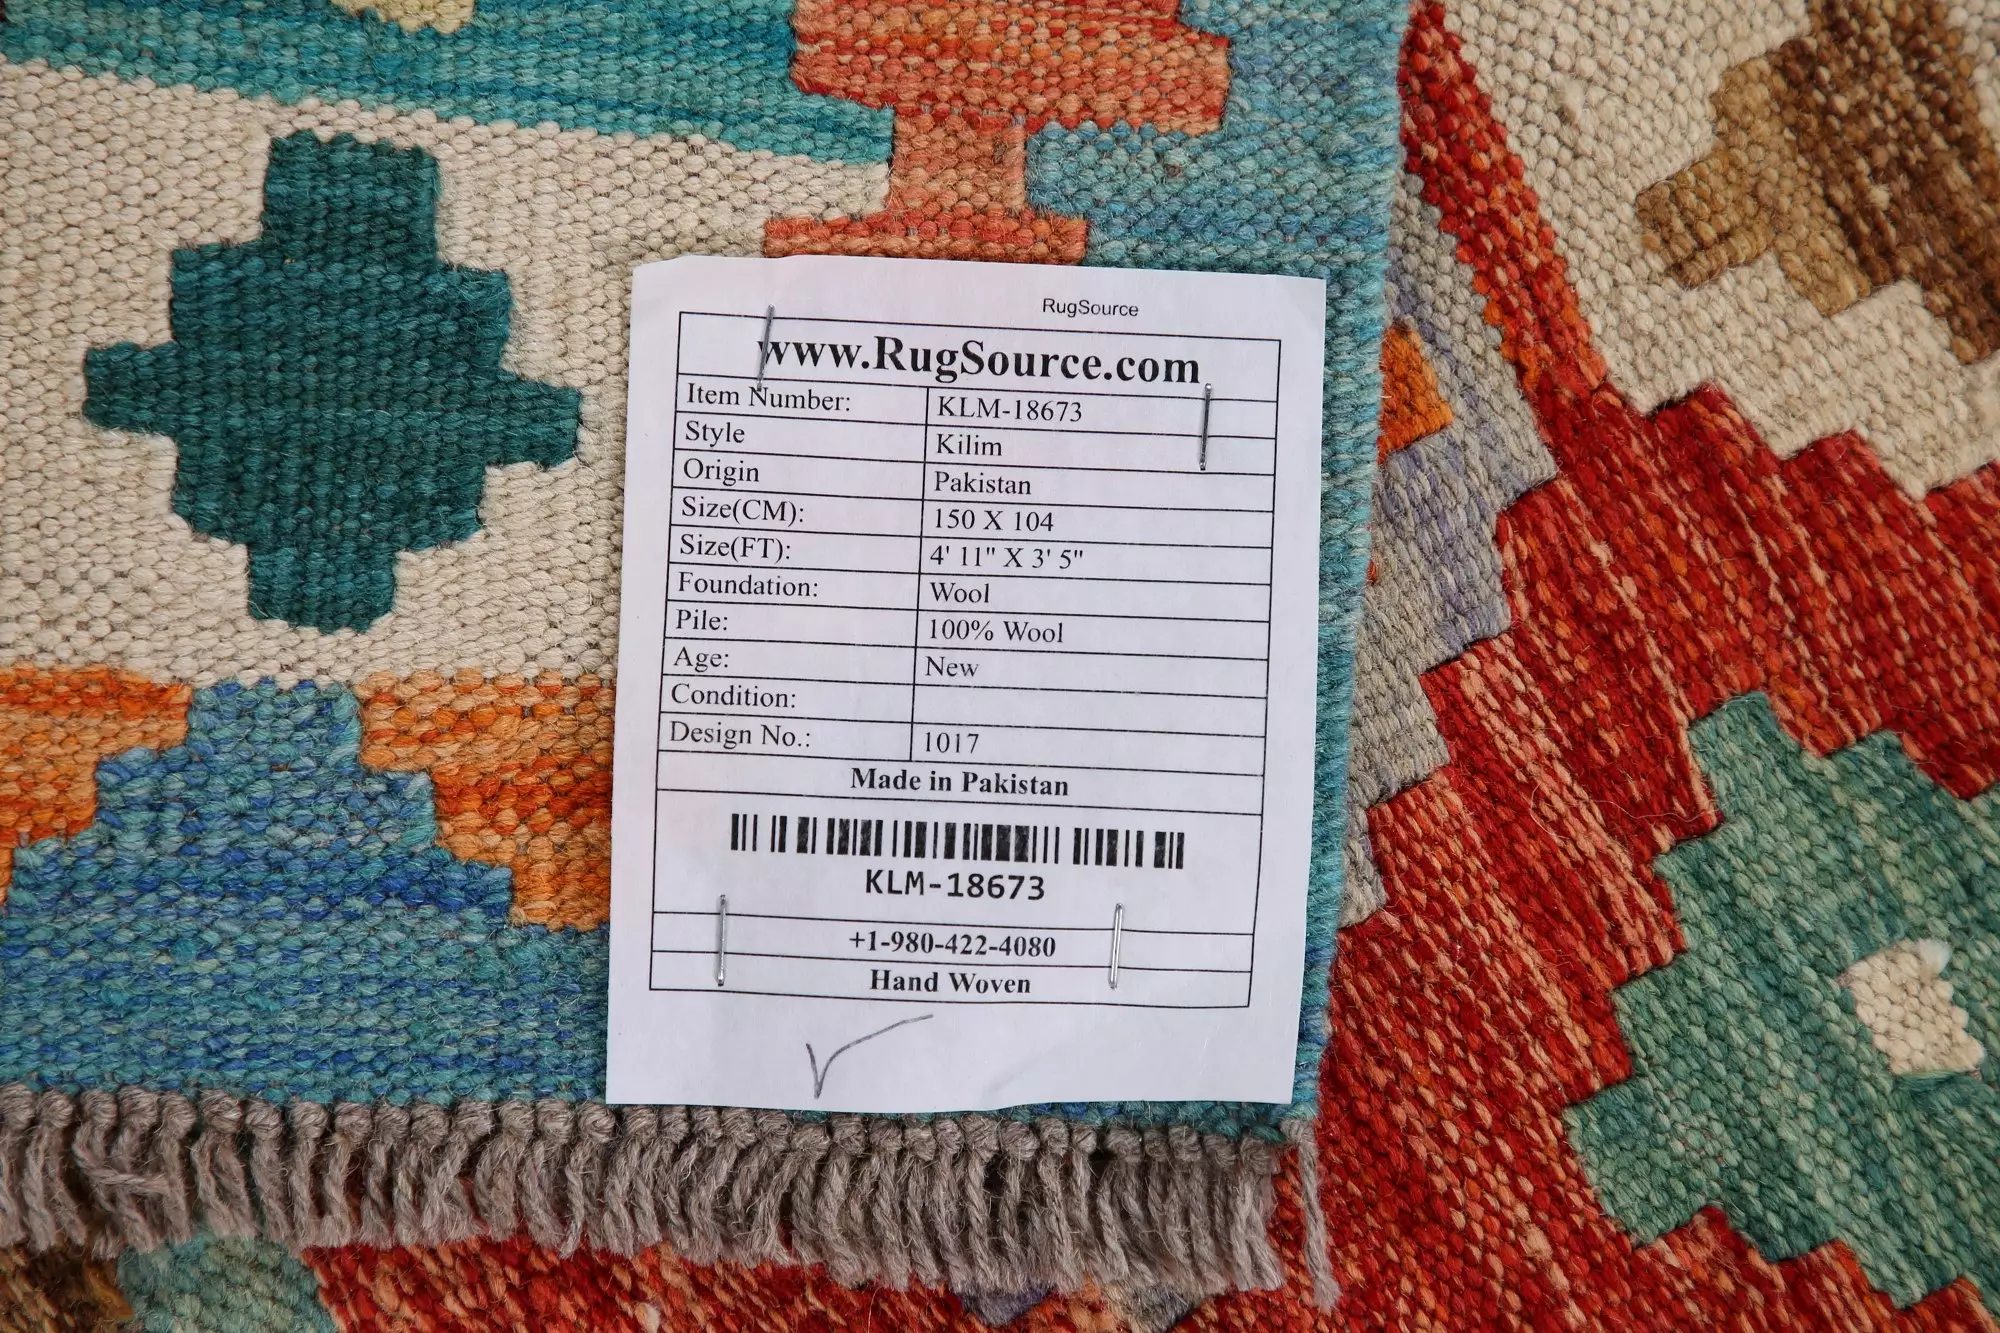 RugSource
www.RugSource.com
Item Number: KLM-18673
Style Kilim
Origin Pakistan
Size(CM): 150 X 104
Size(FT): 4' 11" X 3' 5"
Foundation: Wool
Pile: 100% Wool
Age: New
Condition:
Design No.: 1017
Made in Pakistan
KLM-18673
+1-980-422-4080
Hand Woven